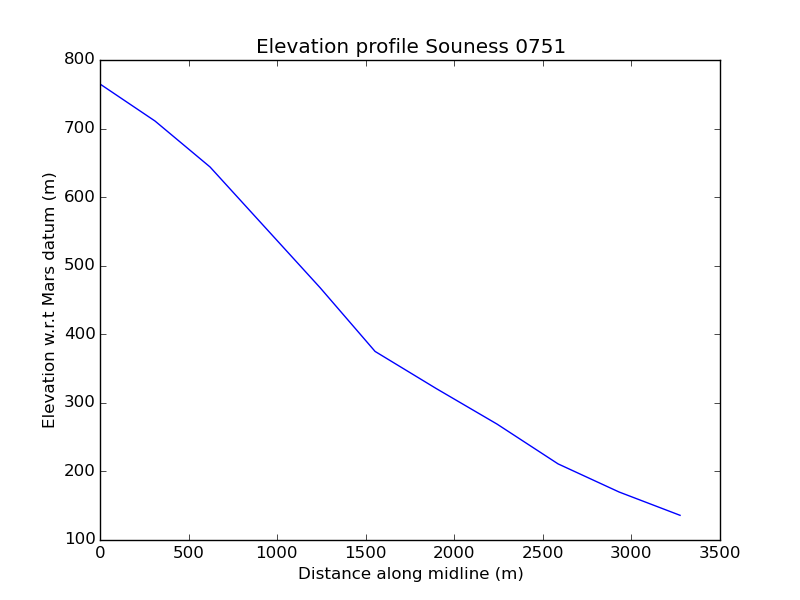 Elevation profile Souness 0751
800
700
600
500
400
300
200
100
Elevation w.r.t Mars datum (m)
0 500 1000 1500 2000 2500 3000 3500
Distance along midline (m)